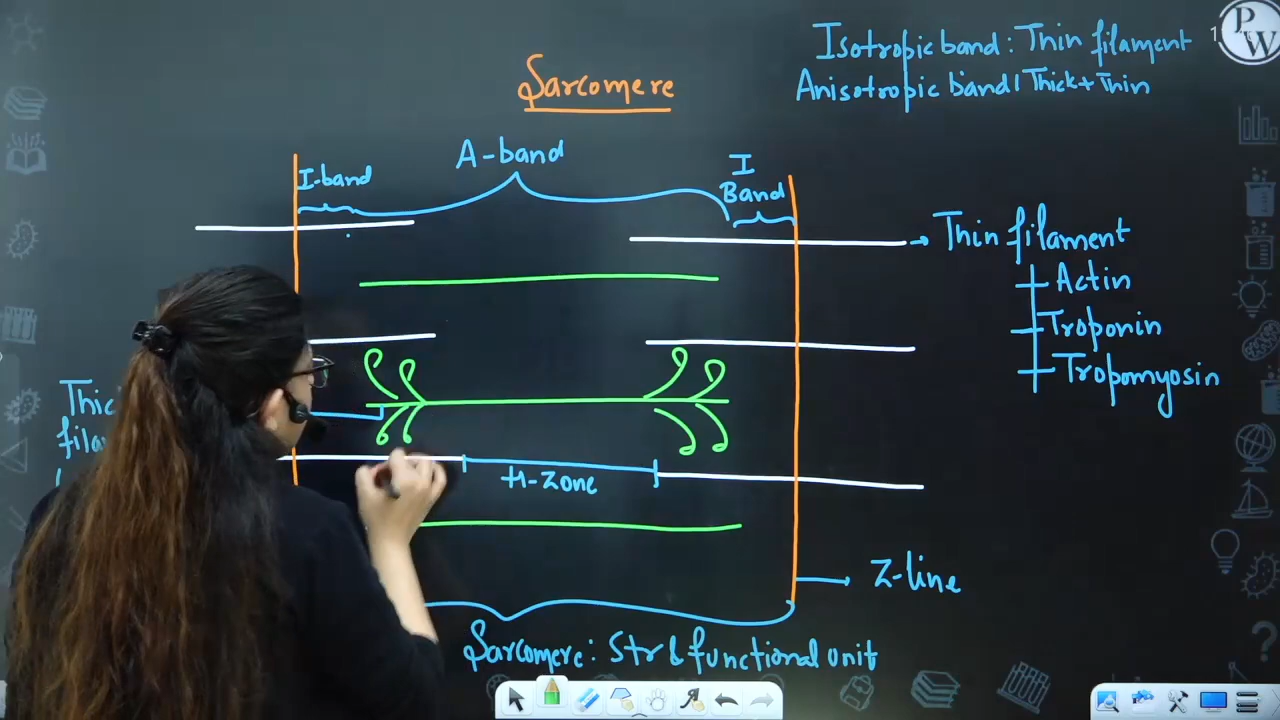 Isotropic band : Thin filament
Anisotropic band : Thick + Thin
PW
Sarcomere
A-band
I-band
I
Band
Thin filament
Actin
Troponin
Tropomyosin
H-Zone
Z-line
Sarcomere : Str & functional unit